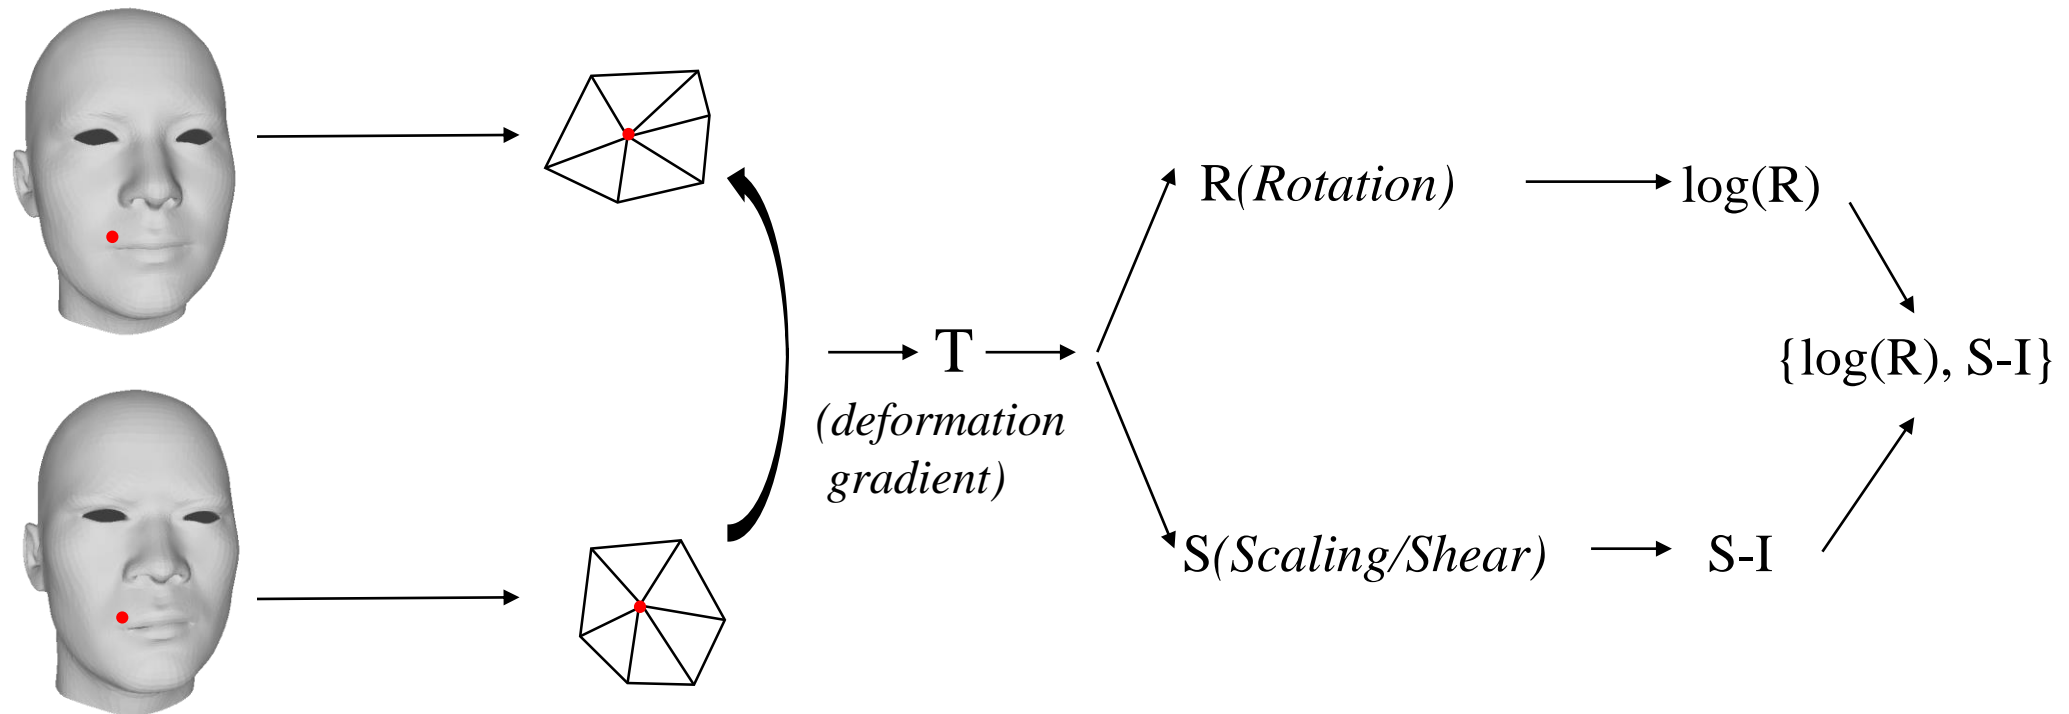 R(Rotation)
log(R)
T
(deformation
gradient)
{log(R), S-I}
S(Scaling/Shear)
S-I